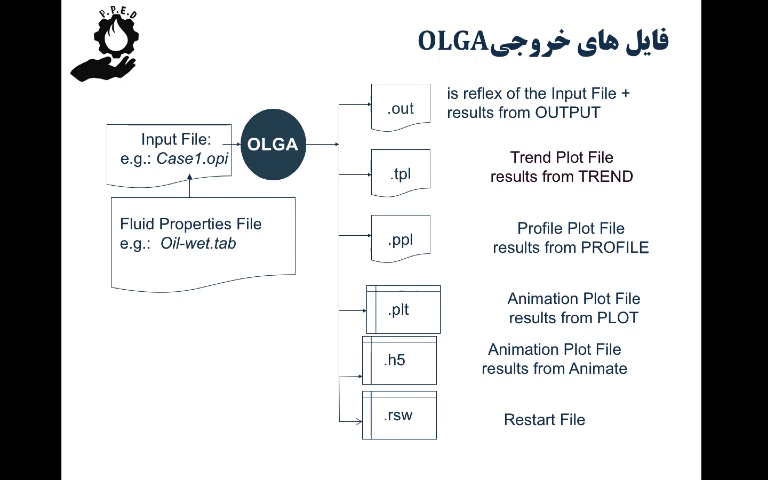 P.P.E.D
فایل های خروجیOLGA
Input File:
e.g.: Case1.opi
OLGA
Fluid Properties File
e.g.: Oil-wet.tab
.out
is reflex of the Input File +
results from OUTPUT
.tpl
Trend Plot File
results from TREND
.ppl
Profile Plot File
results from PROFILE
.plt
Animation Plot File
results from PLOT
.h5
Animation Plot File
results from Animate
.rsw
Restart File